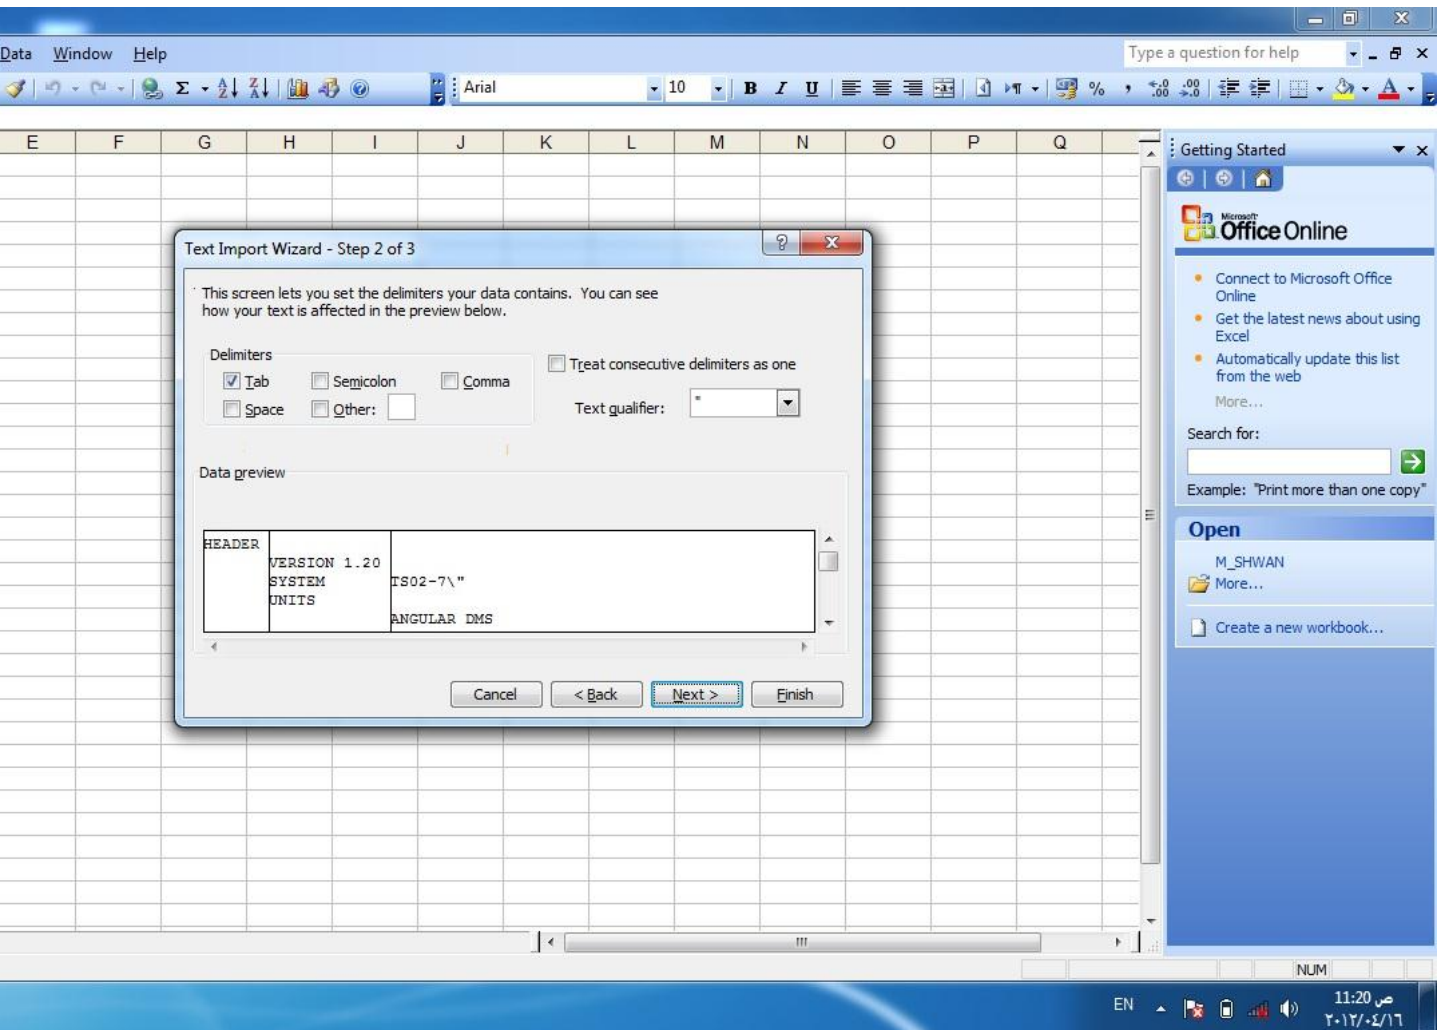 Data Window Help
Type a question for help
Arial 10 B I U % ,
E F G H I J K L M N O P Q
Getting Started
Microsoft
Office Online
Connect to Microsoft Office
Online
Get the latest news about using
Excel
Automatically update this list
from the web
More...
Search for:
Example: "Print more than one copy"
Open
M_SHWAN
More...
Create a new workbook...
Text Import Wizard - Step 2 of 3
This screen lets you set the delimiters your data contains. You can see
how your text is affected in the preview below.
Delimiters
Tab Semicolon Comma
Space Other:
Treat consecutive delimiters as one
Text qualifier: "
Data preview
HEADER
VERSION 1.20
SYSTEM TS02-7\"
UNITS
ANGULAR DMS
Cancel < Back Next > Finish
NUM
EN
11:20 ص
٢٠١٢/٠٤/١٦